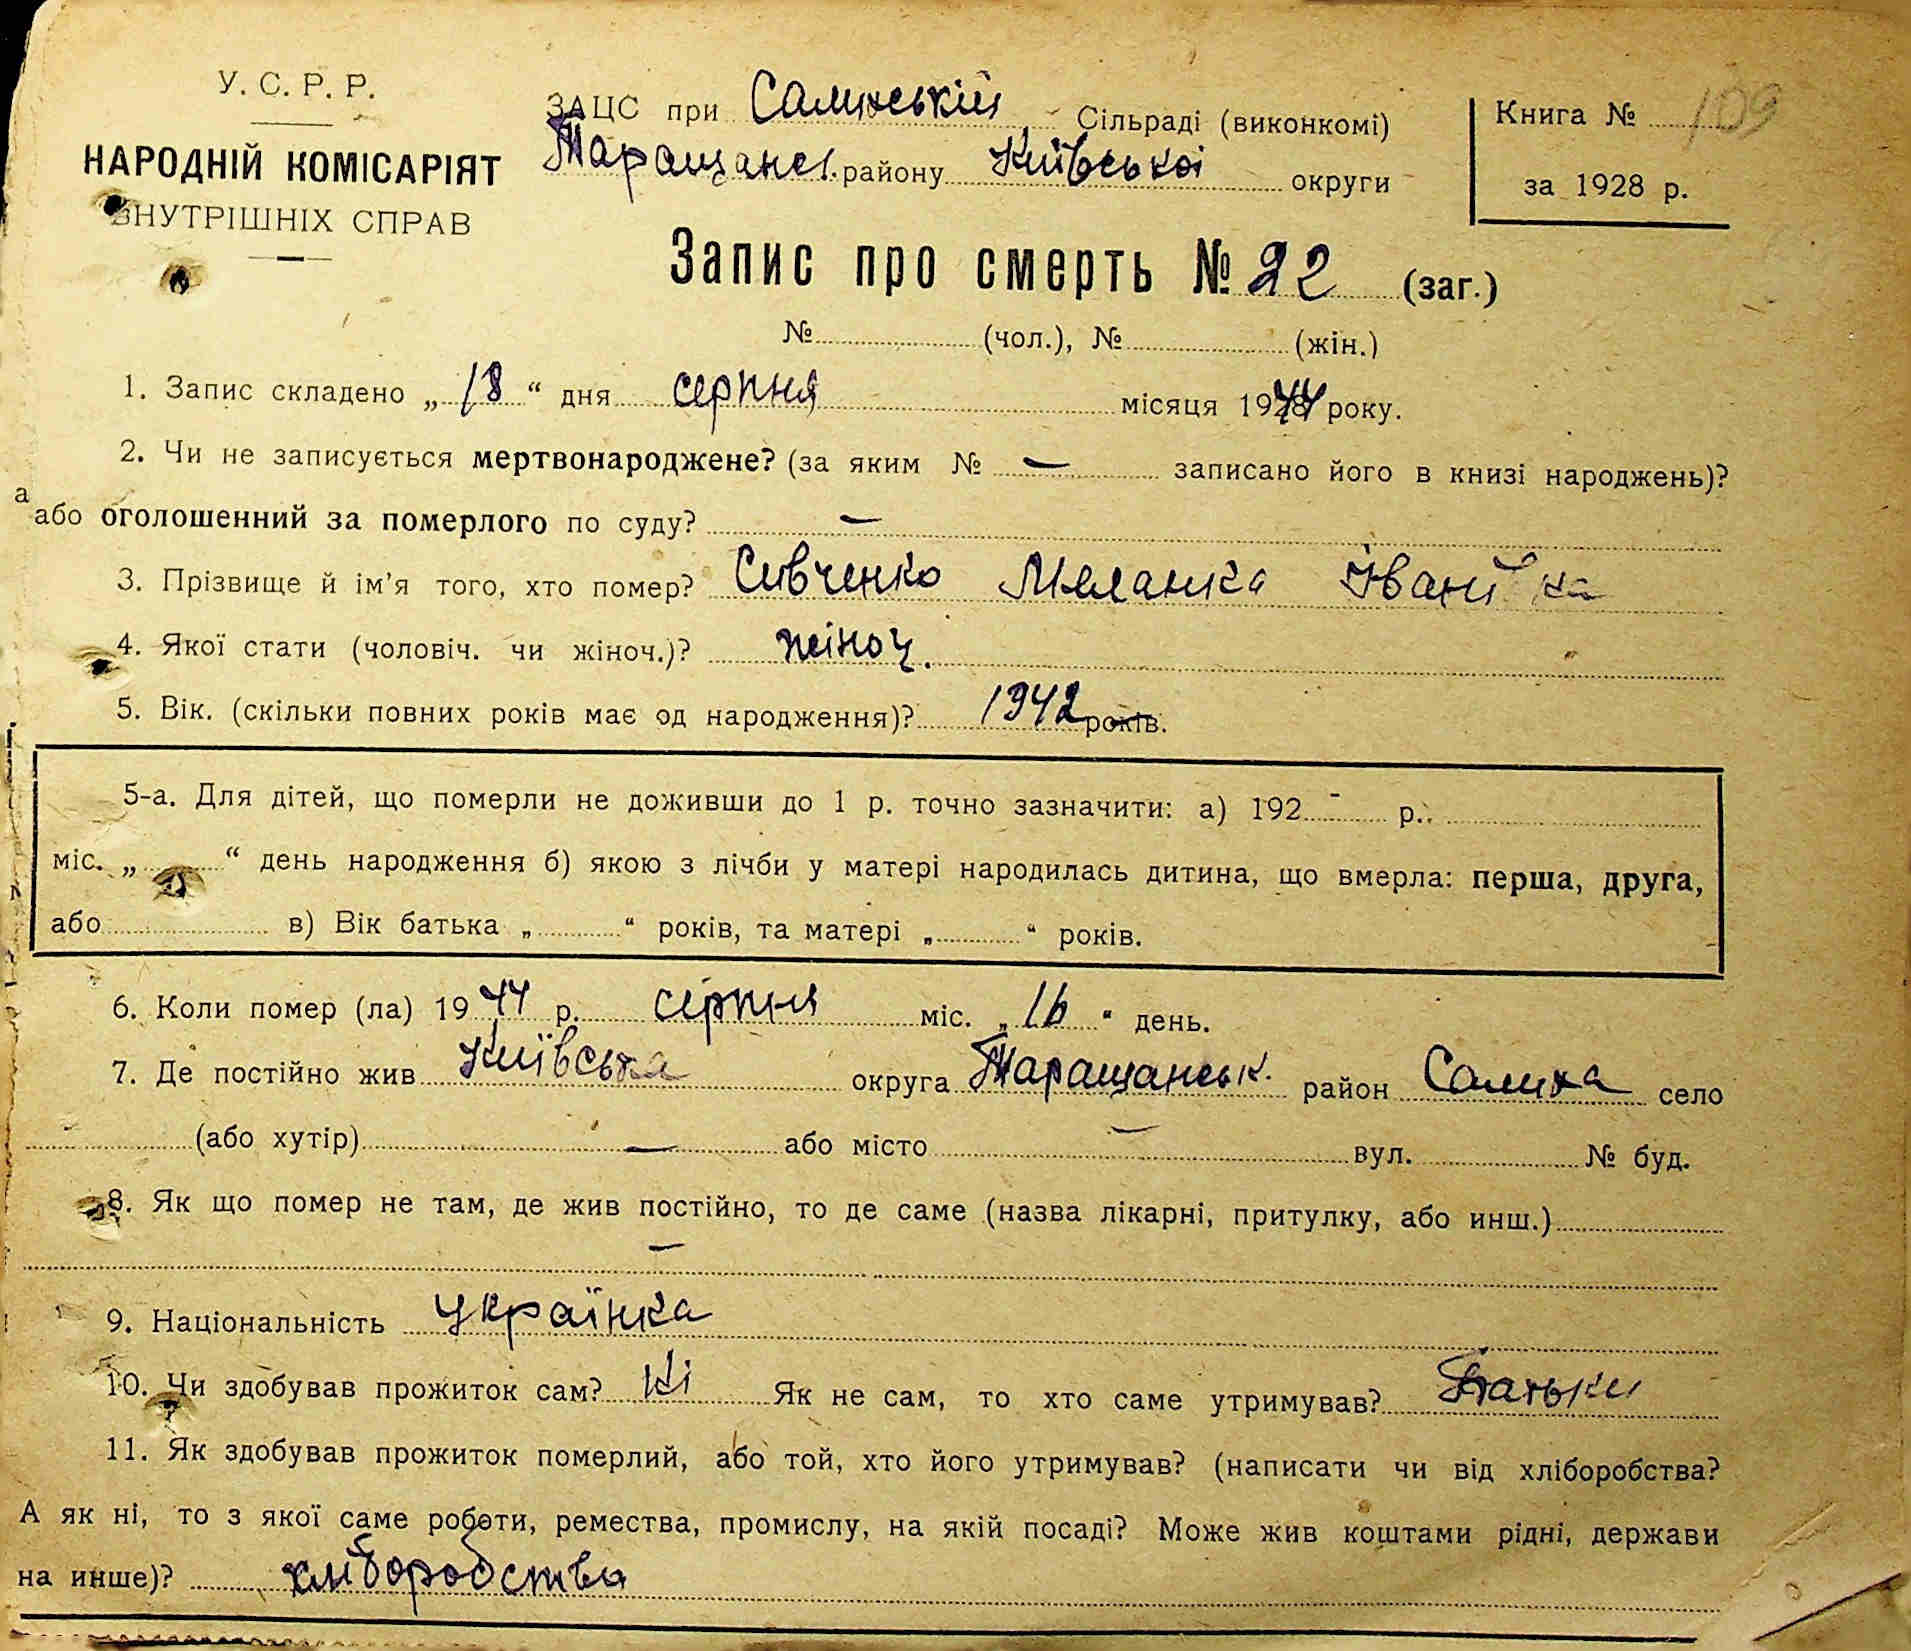 У. С. Р. Р.
НАРОДНІЙ КОМІСАРІЯТ
ВНУТРІШНІХ СПРАВ
ЗАЦС при Салиській Сільраді (виконкомі)
Таращанс. району Київської округи
Книга № 109
за 1928 р.
Запис про смерть № 22 (заг.)
№ (чол.), № (жін.)
1. Запис складено „ 18 “ дня серпня місяця 1944 року.
2. Чи не записується мертвонароджене? (за яким № — записано його в книзі народжень)?
а
або оголошенний за померлого по суду? —
3. Прізвище й ім’я того, хто помер? Сивченко Меланка
4. Якої стати (чоловіч. чи жіноч.)? жіноч.
5. Вік. (скільки повних років має од народження)? 1942 років.
5-а. Для дітей, що померли не доживши до 1 р. точно зазначити: а) 192 - р.
міс. „ “ день народження б) якою з лічби у матері народилась дитина, що вмерла: перша, друга,
або в) Вік батька „ “ років, та матері „ “ років.
6. Коли помер (ла) 1944 р. серпня міс. „ 16 “ день.
7. Де постійно жив Київська округа Таращанськ. район Салиха село
(або хутір) — або місто — вул. № буд.
8. Як що помер не там, де жив постійно, то де саме (назва лікарні, притулку, або инш.)
—
9. Національність українка
10. Чи здобував прожиток сам? Ні Як не сам, то хто саме утримував? Батьки
11. Як здобував прожиток померлий, або той, хто його утримував? (написати чи від хліборобства?
А як ні, то з якої саме роботи, ремества, промислу, на якій посаді? Може жив коштами рідні, держави
на инше)? хліборобства